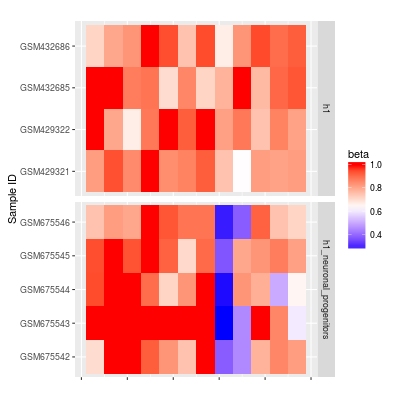 GSM432686
GSM432685
GSM429322
GSM429321
h1
GSM675546
GSM675545
GSM675544
GSM675543
GSM675542
h1_neuronal_progenitors
Sample ID
beta
1.0
0.8
0.6
0.4